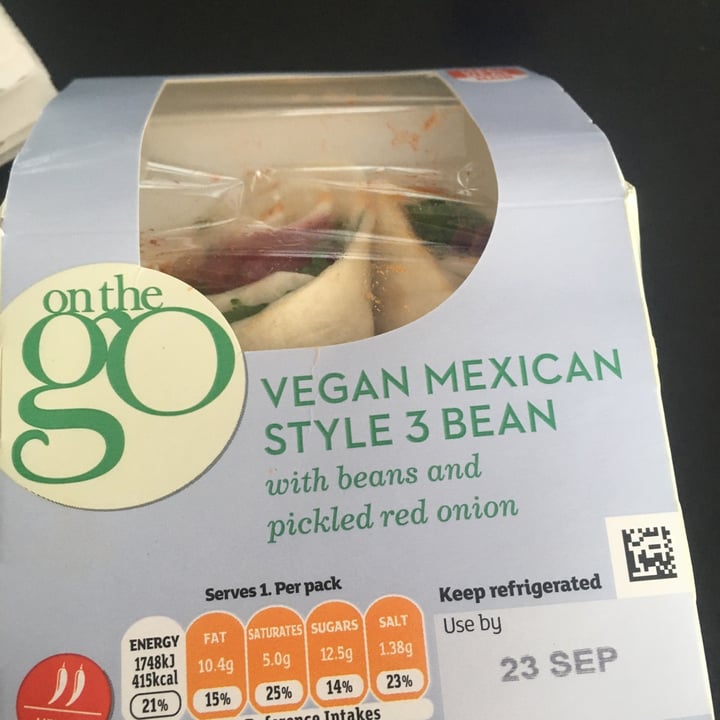 on the
go
VEGAN MEXICAN
STYLE 3 BEAN
with beans and
pickled red onion
Serves 1. Per pack
ENERGY
1748kJ
415kcal
21%
FAT
10.4g
15%
SATURATES
5.0g
25%
SUGARS
12.5g
14%
SALT
1.38g
23%
Intakes
Keep refrigerated
Use by
23 SEP